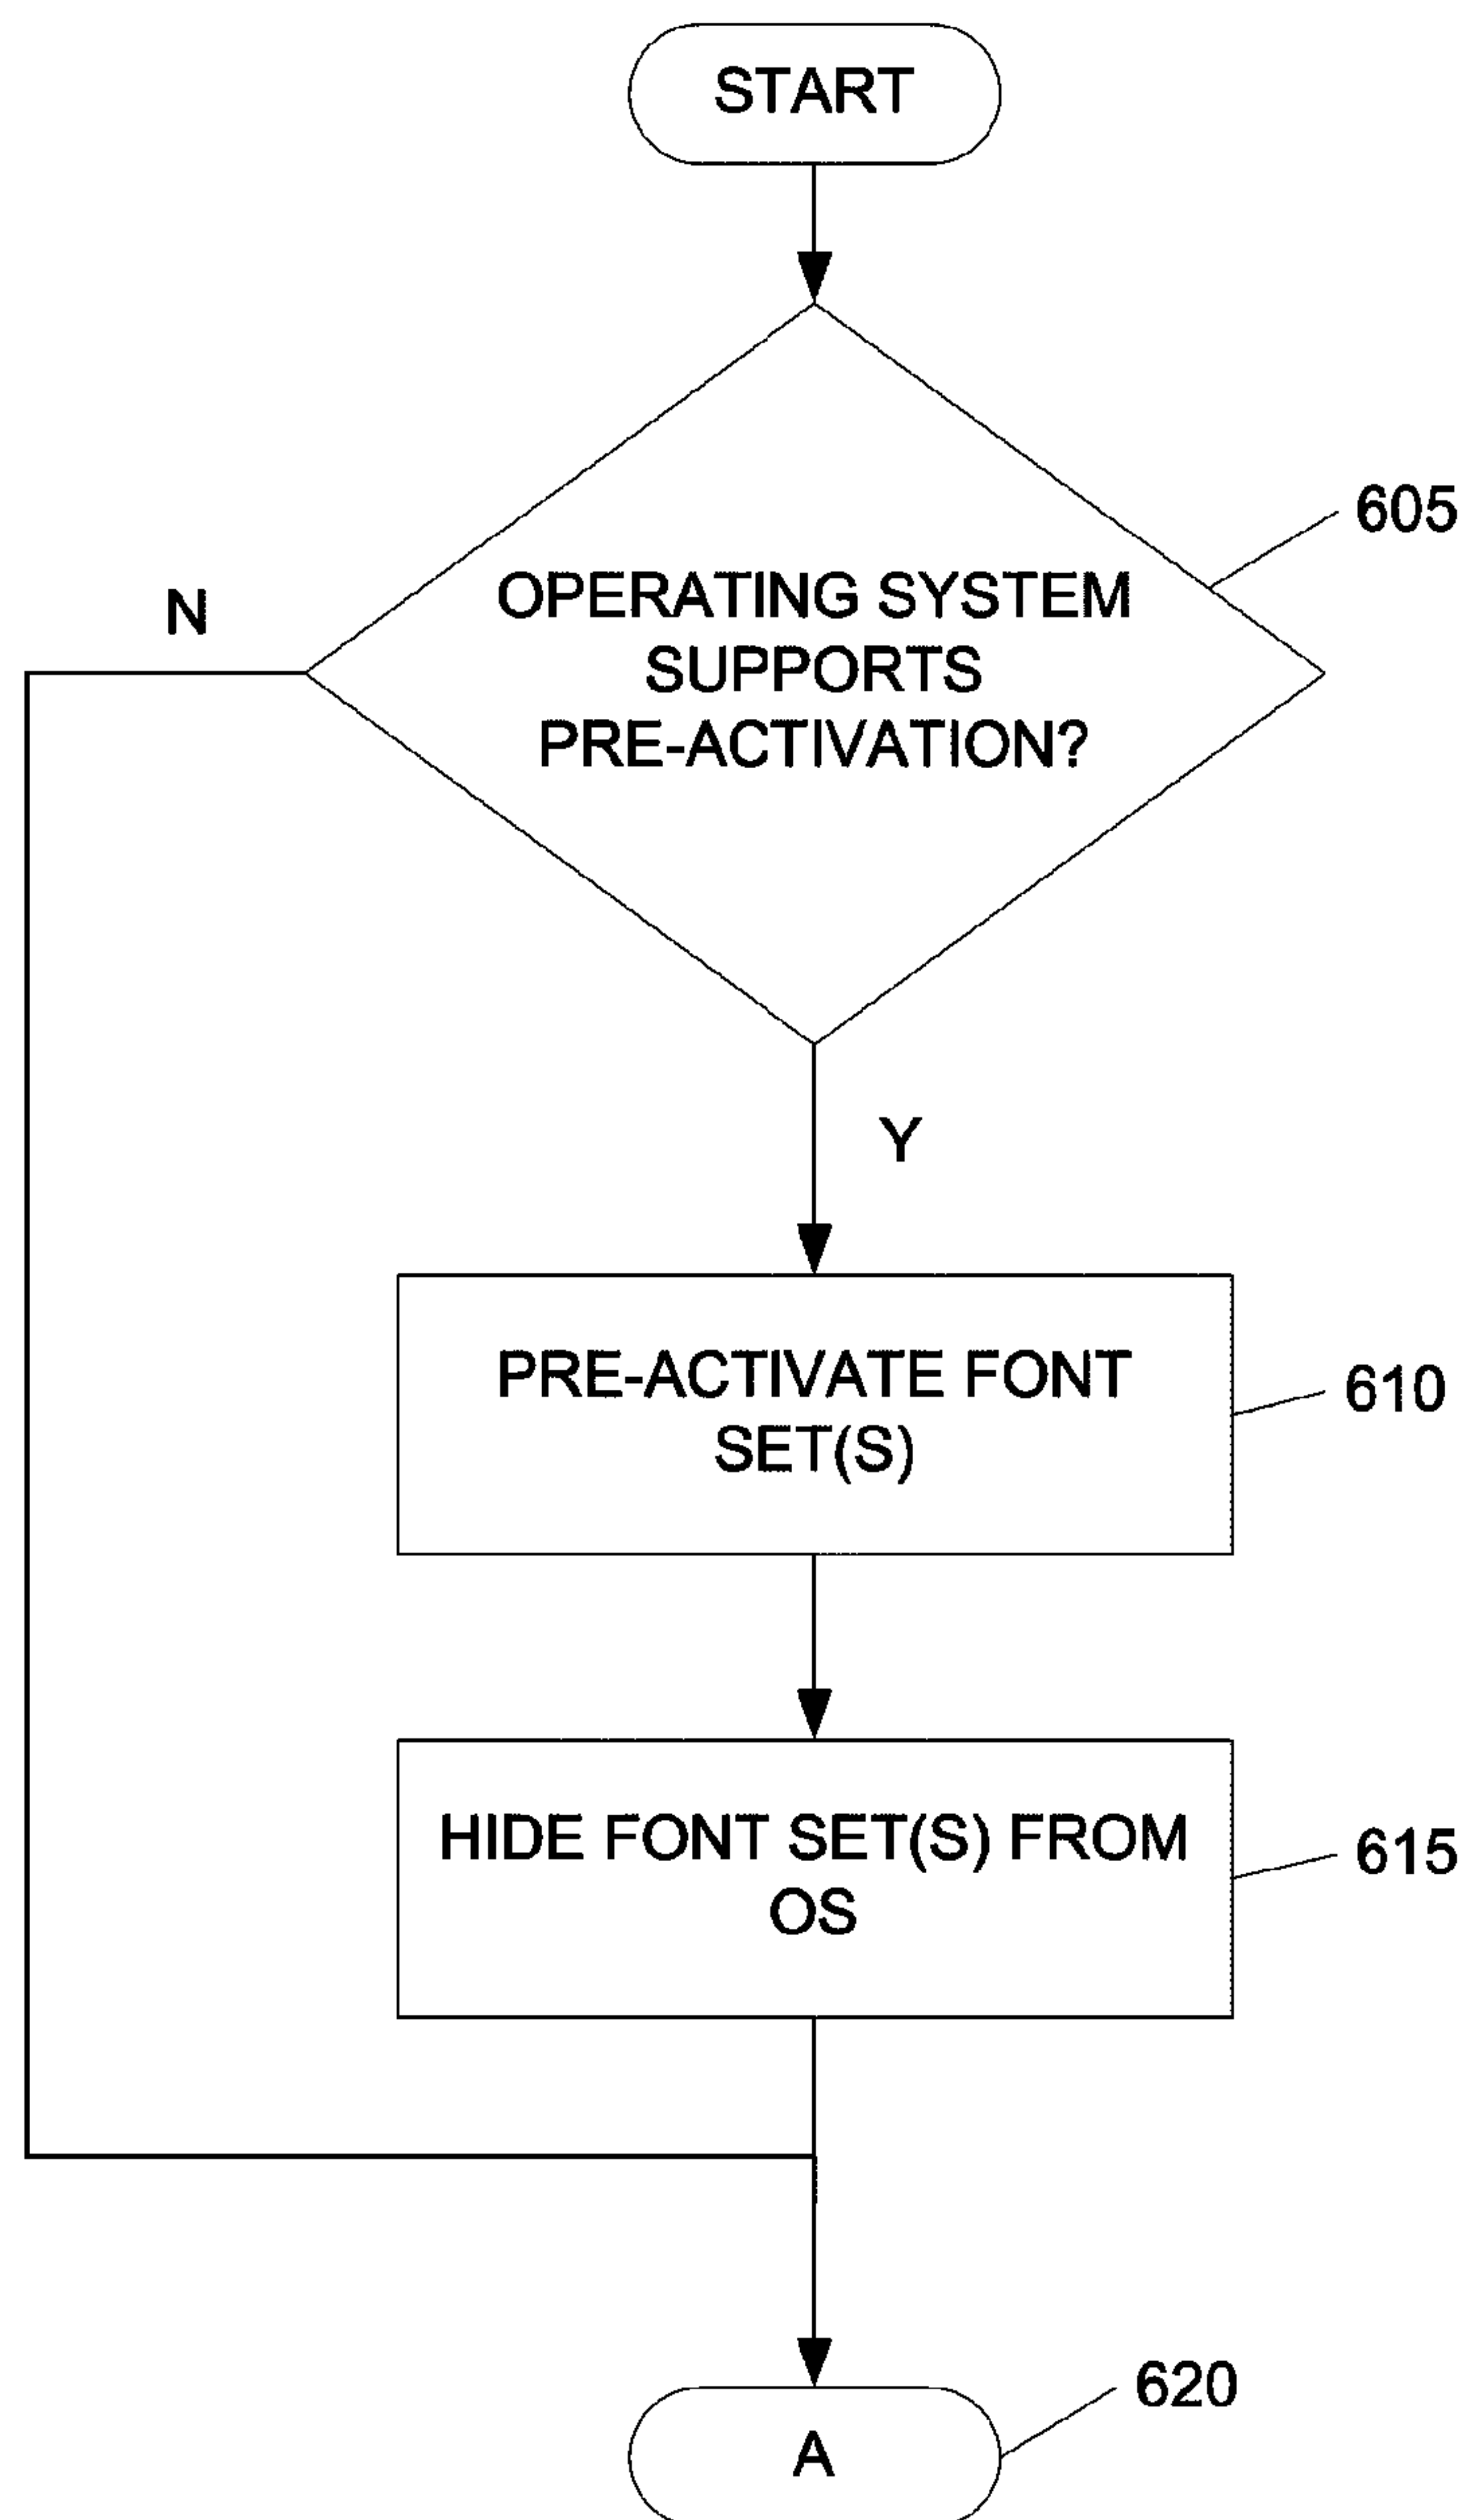 START
605
N
OPERATING SYSTEM
SUPPORTS
PRE-ACTIVATION?
Y
PRE-ACTIVATE FONT
SET(S)
610
HIDE FONT SET(S) FROM
OS
615
620
A